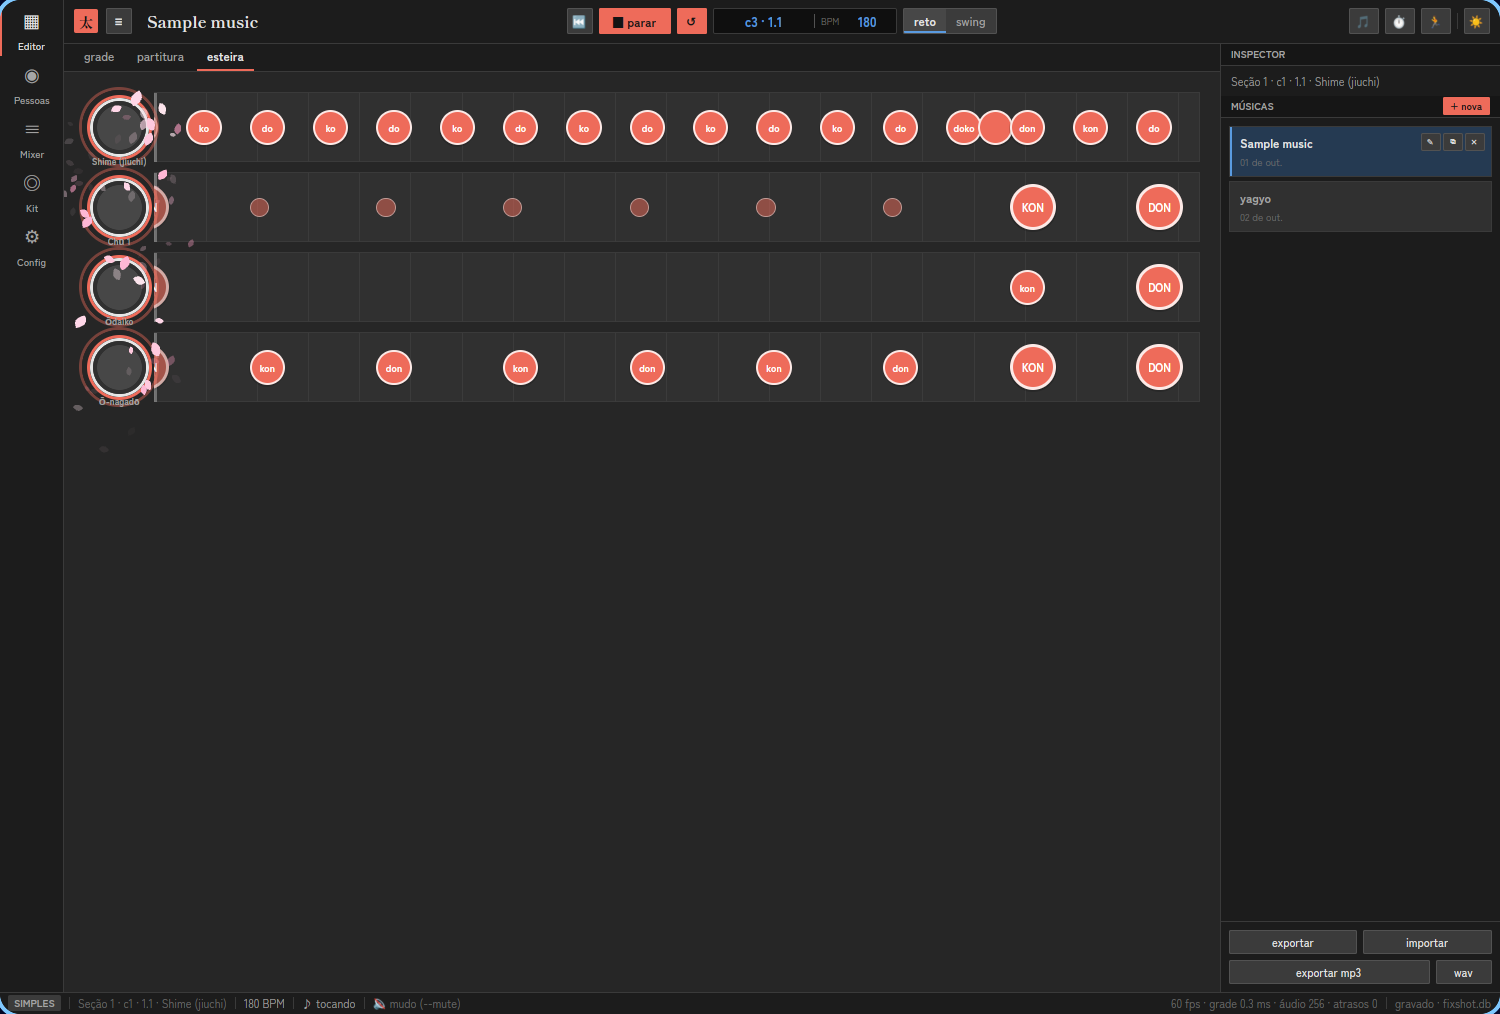 太
Sample music
parar
c3 · 1.1
BPM 180
reto
swing
Editor
Pessoas
Mixer
Kit
Config
grade
partitura
esteira
Shime (jiuchi)
ko do ko do ko do ko do ko do ko do doko don kon do
Chū 1
KON DON
Ōdaiko
kon DON
Ō-nagadō
kon don kon don kon don KON DON
INSPECTOR
Seção 1 · c1 · 1.1 · Shime (jiuchi)
MÚSICAS
+ nova
Sample music
01 de out.
yagyo
02 de out.
exportar
importar
exportar mp3
wav
SIMPLES
Seção 1 · c1 · 1.1 · Shime (jiuchi)
180 BPM
tocando
mudo (--mute)
60 fps · grade 0.3 ms · áudio 256 · atrasos 0
gravado · fixshot.db